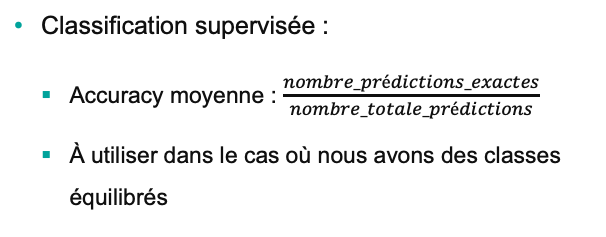 • Classification supervisée :
▪ Accuracy moyenne : nombre_prédictions_exactes / nombre_totale_prédictions
▪ À utiliser dans le cas où nous avons des classes
équilibrés